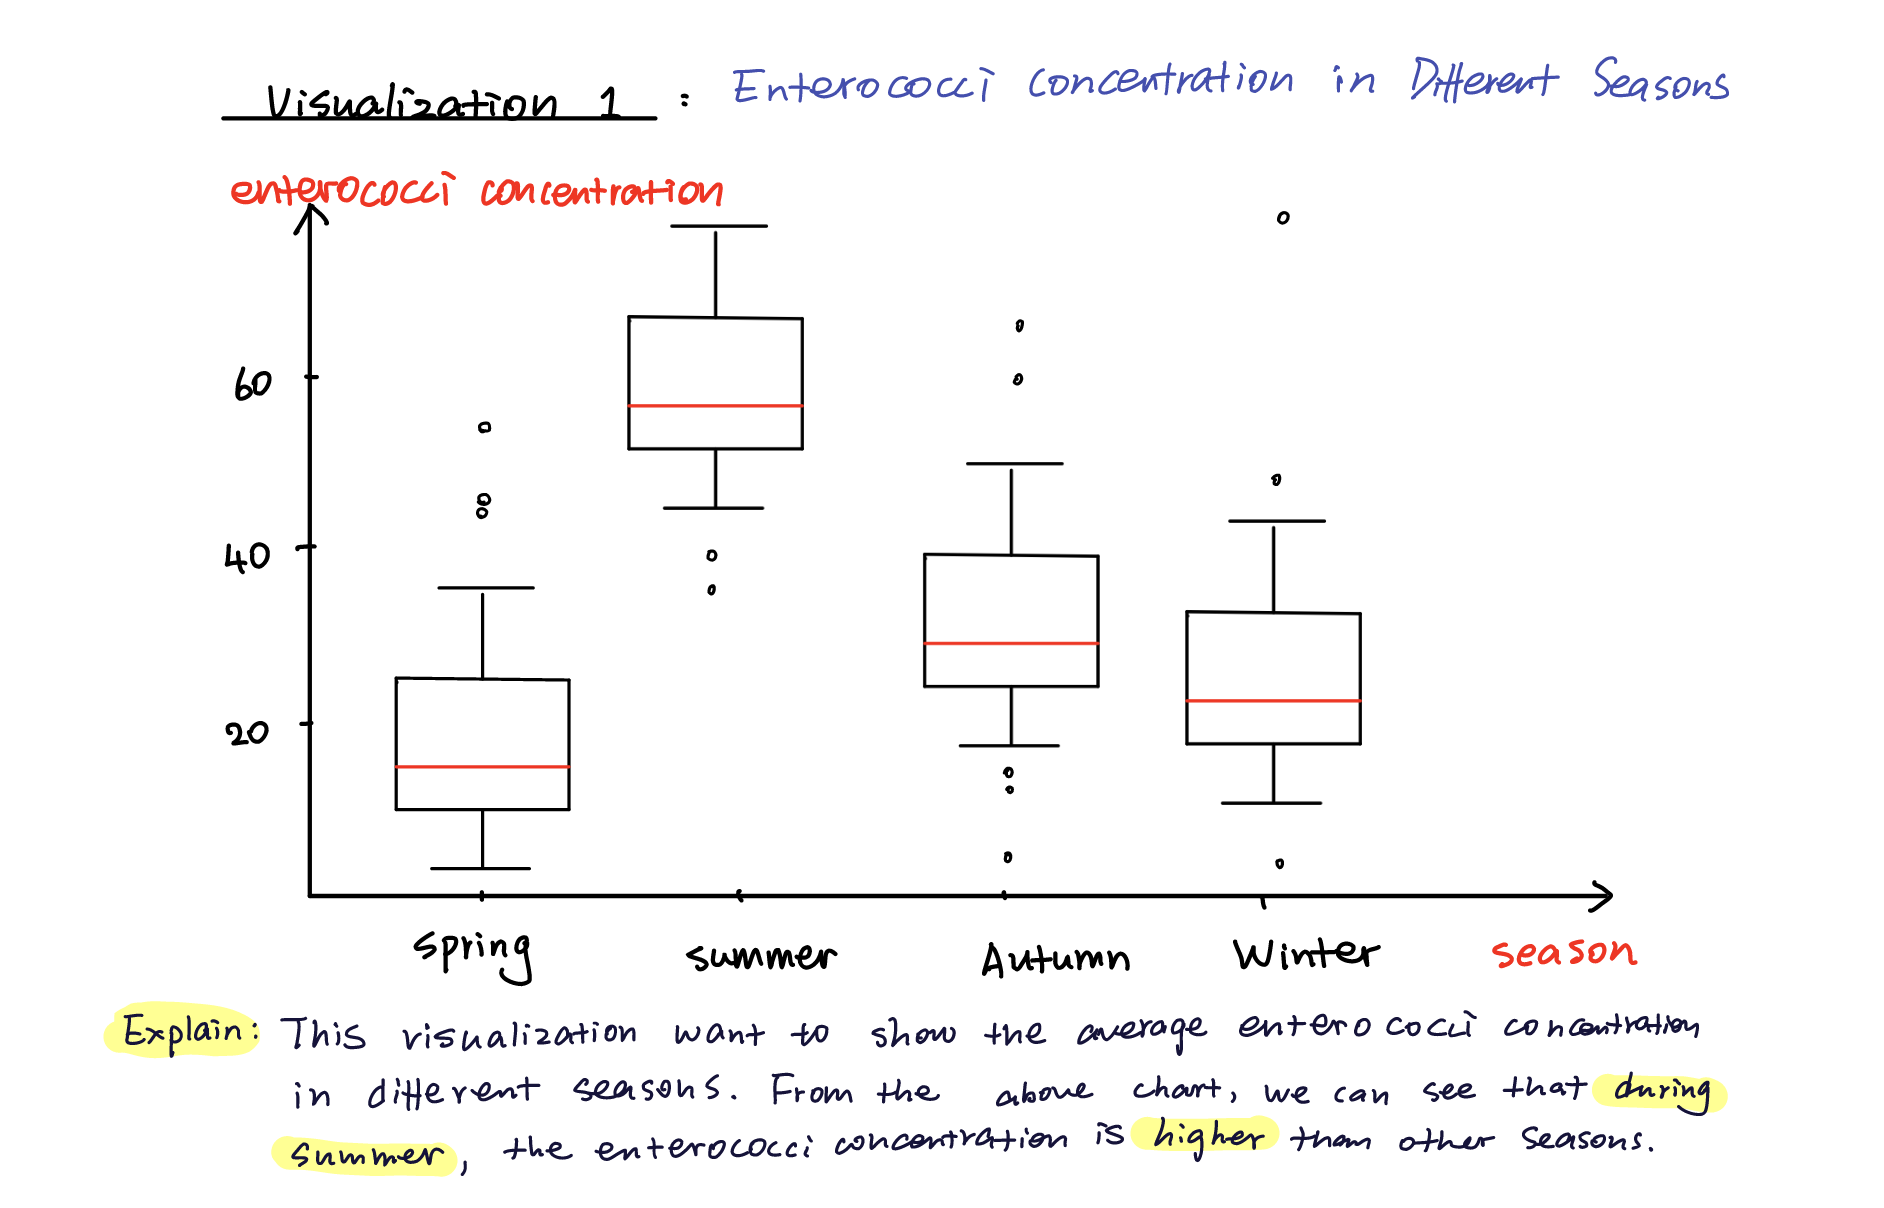 Visualization 1 : Enterococci Concentration in Different Seasons
enterococci concentration
60
40
20
spring summer Autumn Winter season
Explain: This visualization want to show the average enterococci concentration
in different seasons. From the above chart, we can see that during
summer, the enterococci concentration is higher than other seasons.